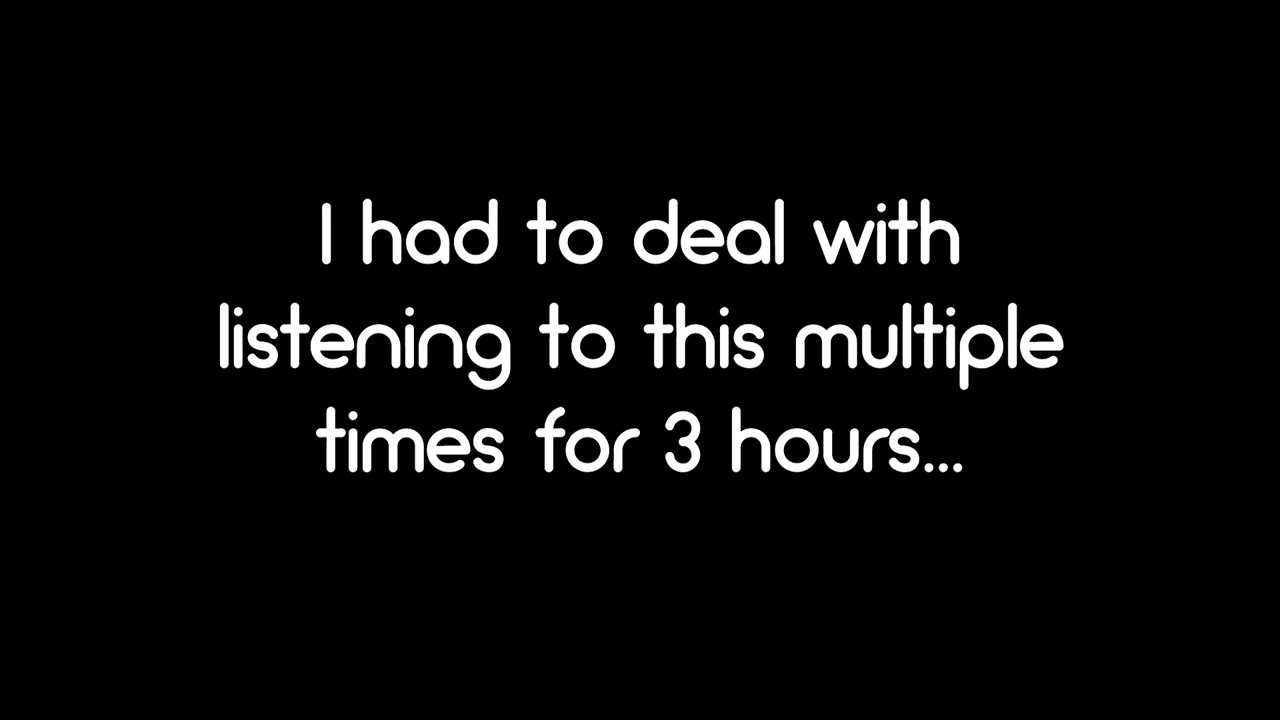 I had to deal with
listening to this multiple
times for 3 hours...